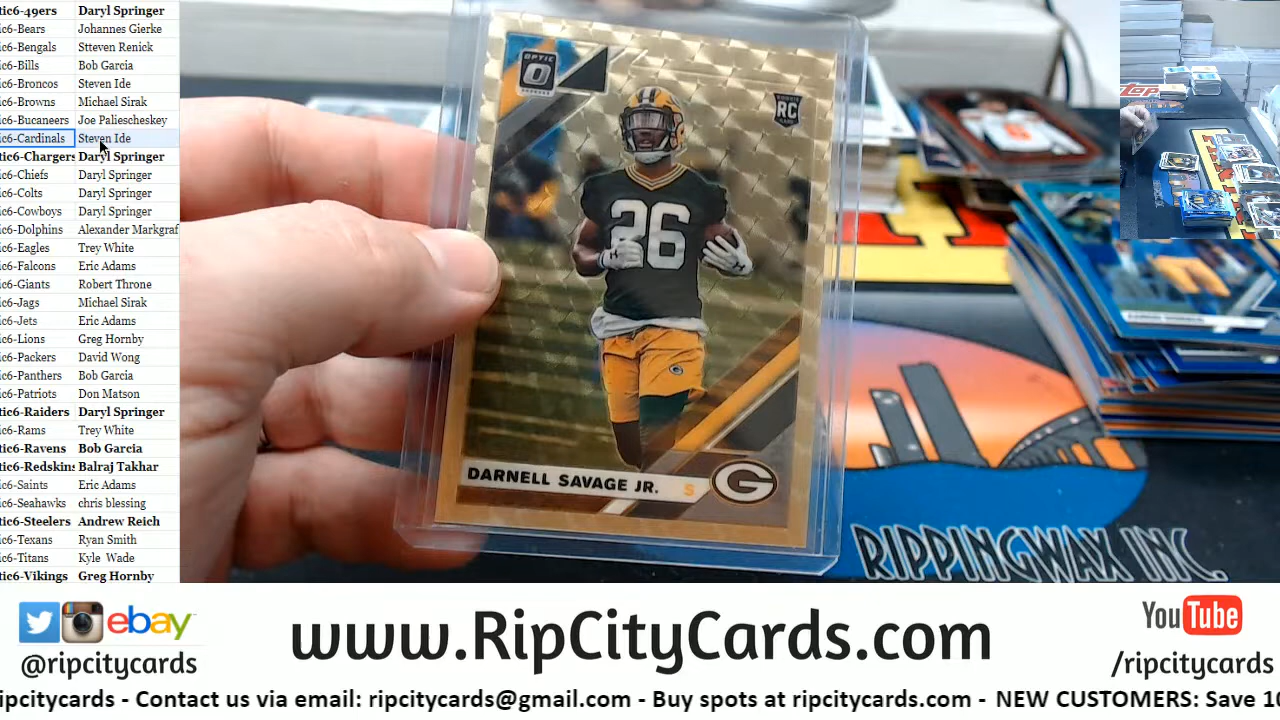 tic6-49ers Daryl Springer
ic6-Bears Johannes Gierke
ic6-Bengals Stteven Renick
ic6-Bills Bob Garcia
ic6-Broncos Steven Ide
ic6-Browns Michael Sirak
ic6-Bucaneers Joe Paliescheskey
ic6-Cardinals Steven Ide
tic6-Chargers Daryl Springer
ic6-Chiefs Daryl Springer
ic6-Colts Daryl Springer
ic6-Cowboys Daryl Springer
ic6-Dolphins Alexander Markgraf
ic6-Eagles Trey White
ic6-Falcons Eric Adams
ic6-Giants Robert Throne
ic6-Jags Michael Sirak
ic6-Jets Eric Adams
ic6-Lions Greg Hornby
ic6-Packers David Wong
ic6-Panthers Bob Garcia
ic6-Patriots Don Matson
tic6-Raiders Daryl Springer
ic6-Rams Trey White
tic6-Ravens Bob Garcia
tic6-Redskins Balraj Takhar
ic6-Saints Eric Adams
ic6-Seahawks chris blessing
tic6-Steelers Andrew Reich
ic6-Texans Ryan Smith
ic6-Titans Kyle Wade
tic6-Vikings Greg Hornby
OPTIC
RC
26
DARNELL SAVAGE JR. S
G
RIPPINGWAX INC.
ebay
@ripcitycards
www.RipCityCards.com
YouTube
/ripcitycards
ripcitycards - Contact us via email: ripcitycards@gmail.com - Buy spots at ripcitycards.com - NEW CUSTOMERS: Save 10